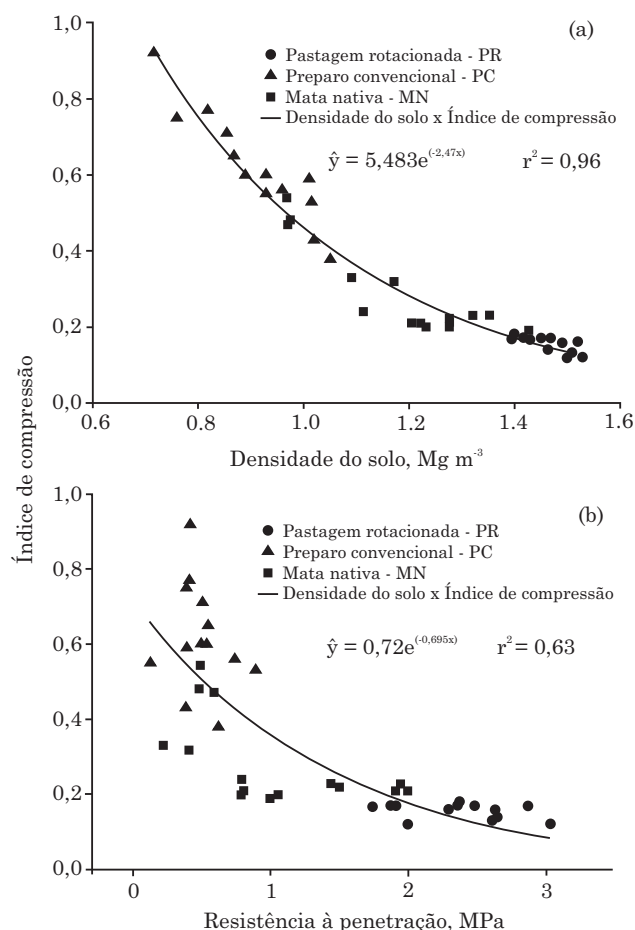 Índice de compressão
1,0
0,8
0,6
0,4
0,2
0,0
(a)
Pastagem rotacionada - PR
Preparo convencional - PC
Mata nativa - MN
Densidade do solo x Índice de compressão
ŷ = 5,483e(-2,47x) r² = 0,96
0.6 0.8 1.0 1.2 1.4 1.6
Densidade do solo, Mg m⁻³
1,0
0,8
0,6
0,4
0,2
0,0
(b)
Pastagem rotacionada - PR
Preparo convencional - PC
Mata nativa - MN
Densidade do solo x Índice de compressão
ŷ = 0,72e(-0,695x) r² = 0,63
0 1 2 3
Resistência à penetração, MPa